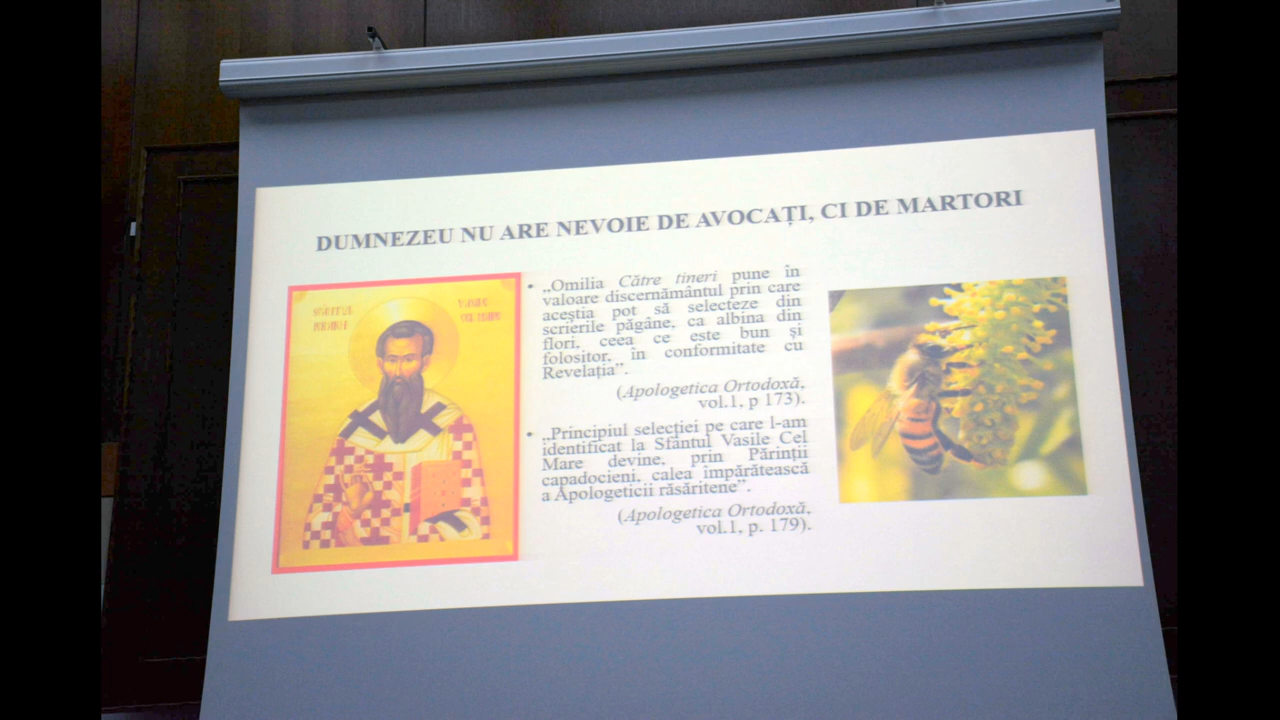 DUMNEZEU NU ARE NEVOIE DE AVOCAȚI, CI DE MARTORI
• „Omilia Către tineri pune în
valoare discernământul prin care
aceștia pot să selecteze din
scrierile păgâne, ca albina din
flori, ceea ce este bun și
folositor, în conformitate cu
Revelația”.
(Apologetica Ortodoxă,
vol.1, p 173).
• „Principiul selecției pe care l-am
identificat la Sfântul Vasile Cel
Mare devine, prin Părinții
capadocieni, calea împărătească
a Apologeticii răsăritene”.
(Apologetica Ortodoxă,
vol.1, p. 179).